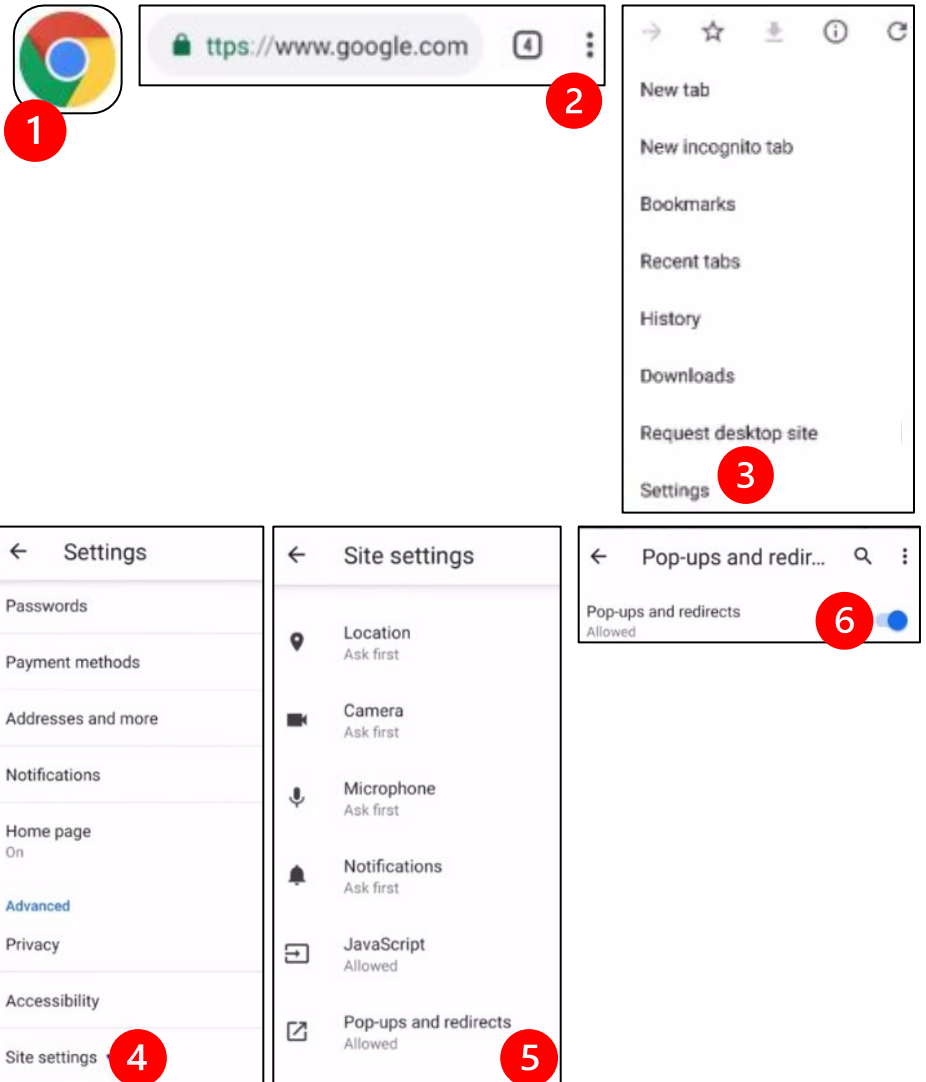 1
ttps://www.google.com
4
2
New tab
New incognito tab
Bookmarks
Recent tabs
History
Downloads
Request desktop site
3
Settings
Settings
Passwords
Payment methods
Addresses and more
Notifications
Home page
On
Advanced
Privacy
Accessibility
Site settings
4
Site settings
Location
Ask first
Camera
Ask first
Microphone
Ask first
Notifications
Ask first
JavaScript
Allowed
Pop-ups and redirects
Allowed
5
Pop-ups and redir...
Pop-ups and redirects
Allowed
6